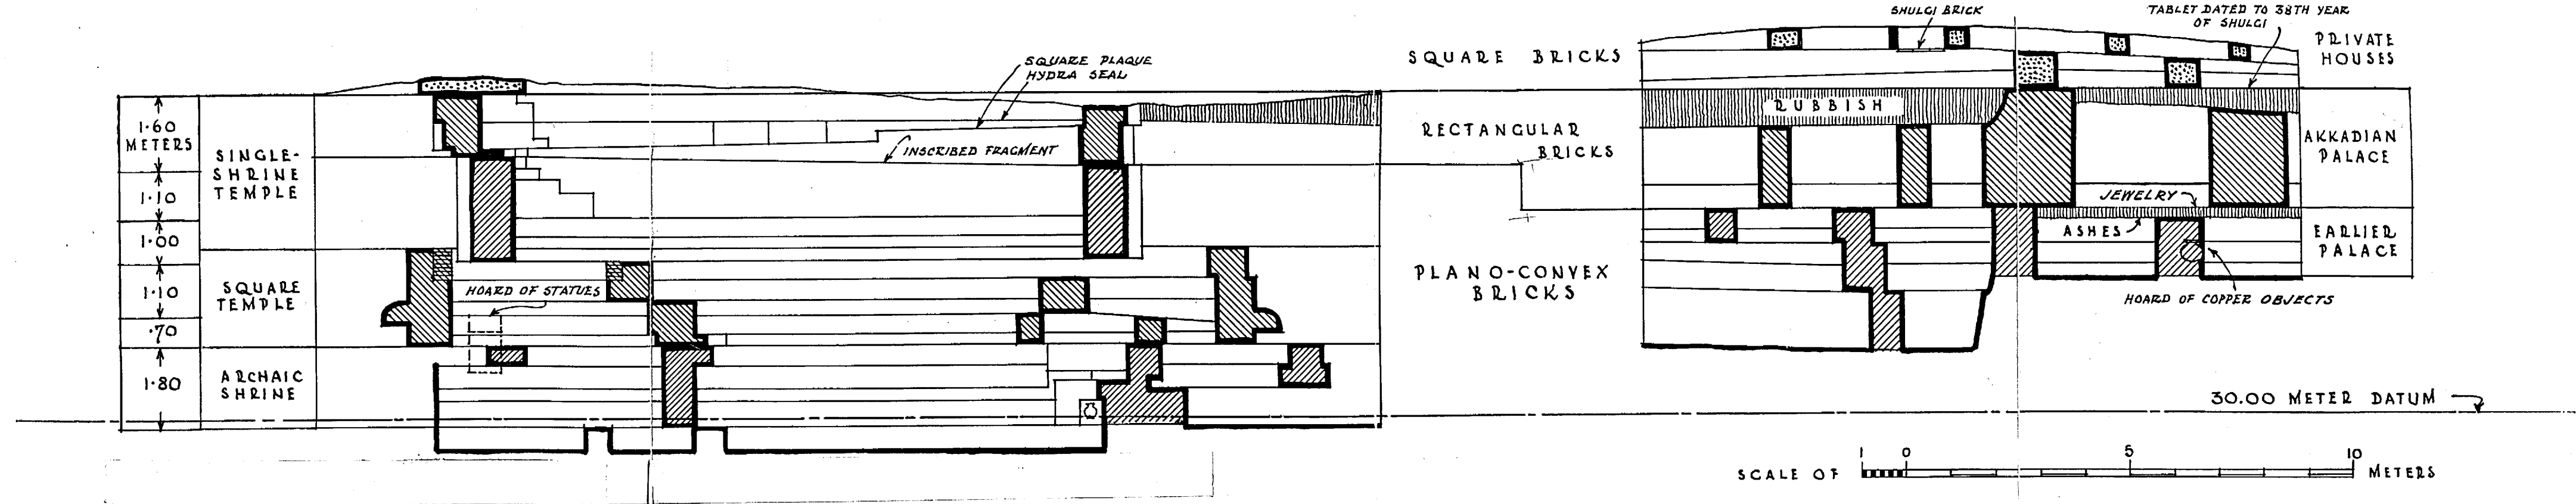 1·60
METERS
1·10
1·00
1·10
·70
1·80
SINGLE-
SHRINE
TEMPLE
SQUARE
TEMPLE
ARCHAIC
SHRINE
SQUARE PLAQUE
HYDRA SEAL
INSCRIBED FRAGMENT
HOARD OF STATUES
SQUARE BRICKS
RECTANGULAR
BRICKS
PLANO-CONVEX
BRICKS
SHULGI BRICK
TABLET DATED TO 38TH YEAR
OF SHULGI
PRIVATE
HOUSES
RUBBISH
AKKADIAN
PALACE
JEWELRY
ASHES
EARLIER
PALACE
HOARD OF COPPER OBJECTS
30.00 METER DATUM
SCALE OF 1 0 5 10 METERS